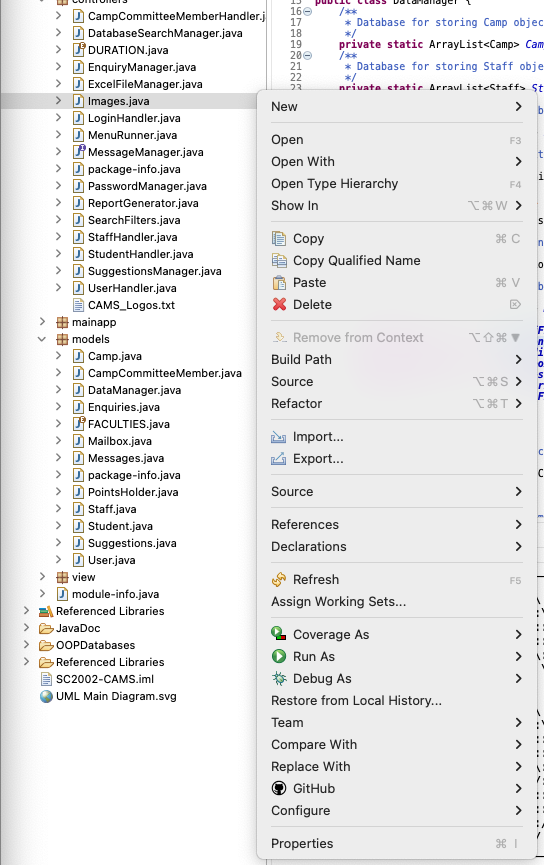 controllers
CampCommitteeMemberHandler.j
DatabaseSearchManager.java
DURATION.java
EnquiryManager.java
ExcelFileManager.java
Images.java
LoginHandler.java
MenuRunner.java
MessageManager.java
package-info.java
PasswordManager.java
ReportGenerator.java
SearchFilters.java
StaffHandler.java
StudentHandler.java
SuggestionsManager.java
UserHandler.java
CAMS_Logos.txt
mainapp
models
Camp.java
CampCommitteeMember.java
DataManager.java
Enquiries.java
FACULTIES.java
Mailbox.java
Messages.java
package-info.java
PointsHolder.java
Staff.java
Student.java
Suggestions.java
User.java
view
module-info.java
Referenced Libraries
JavaDoc
OOPDatabases
Referenced Libraries
SC2002-CAMS.iml
UML Main Diagram.svg
15 public class DataManager {
16 /**
17 * Database for storing Camp objec
18 */
19 private static ArrayList<Camp> Cam
20 /**
21 * Database for storing Staff obje
22 */
23 private static ArrayList<Staff> St
New
Open F3
Open With
Open Type Hierarchy F4
Show In ⌥⌘W
Copy ⌘C
Copy Qualified Name
Paste ⌘V
Delete ⌦
Remove from Context ⌥⇧⌘▼
Build Path
Source ⌥⌘S
Refactor ⌥⌘T
Import...
Export...
Source
References
Declarations
Refresh F5
Assign Working Sets...
Coverage As
Run As
Debug As
Restore from Local History...
Team
Compare With
Replace With
GitHub
Configure
Properties ⌘I